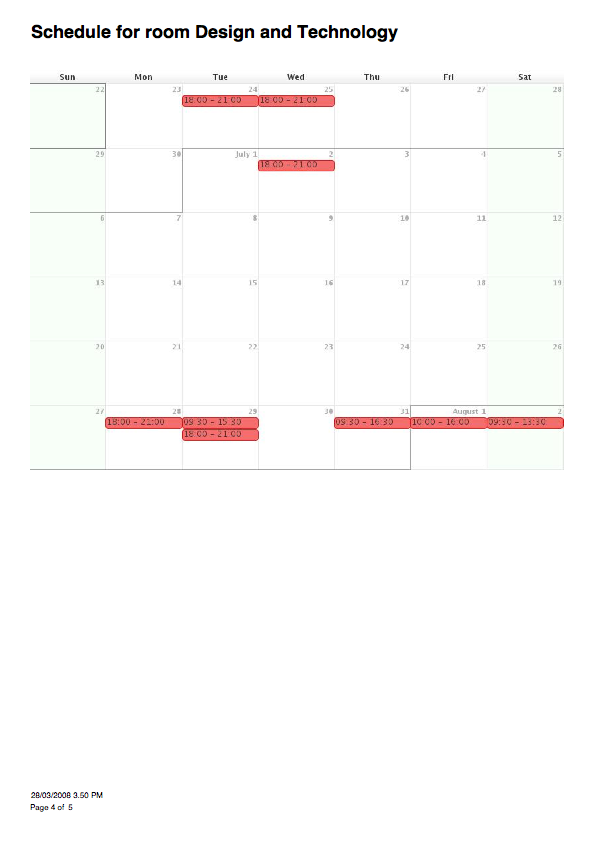 Schedule for room Design and Technology
Sun Mon Tue Wed Thu Fri Sat
22 23 24 25 26 27 28
18:00 - 21:00 18:00 - 21:00
29 30 July 1 2 3 4 5
18:00 - 21:00
6 7 8 9 10 11 12
13 14 15 16 17 18 19
20 21 22 23 24 25 26
27 28 29 30 31 August 1 2
18:00 - 21:00 09:30 - 15:30 09:30 - 16:30 10:00 - 16:00 09:30 - 13:30
18:00 - 21:00
28/03/2008 3.50 PM
Page 4 of 5